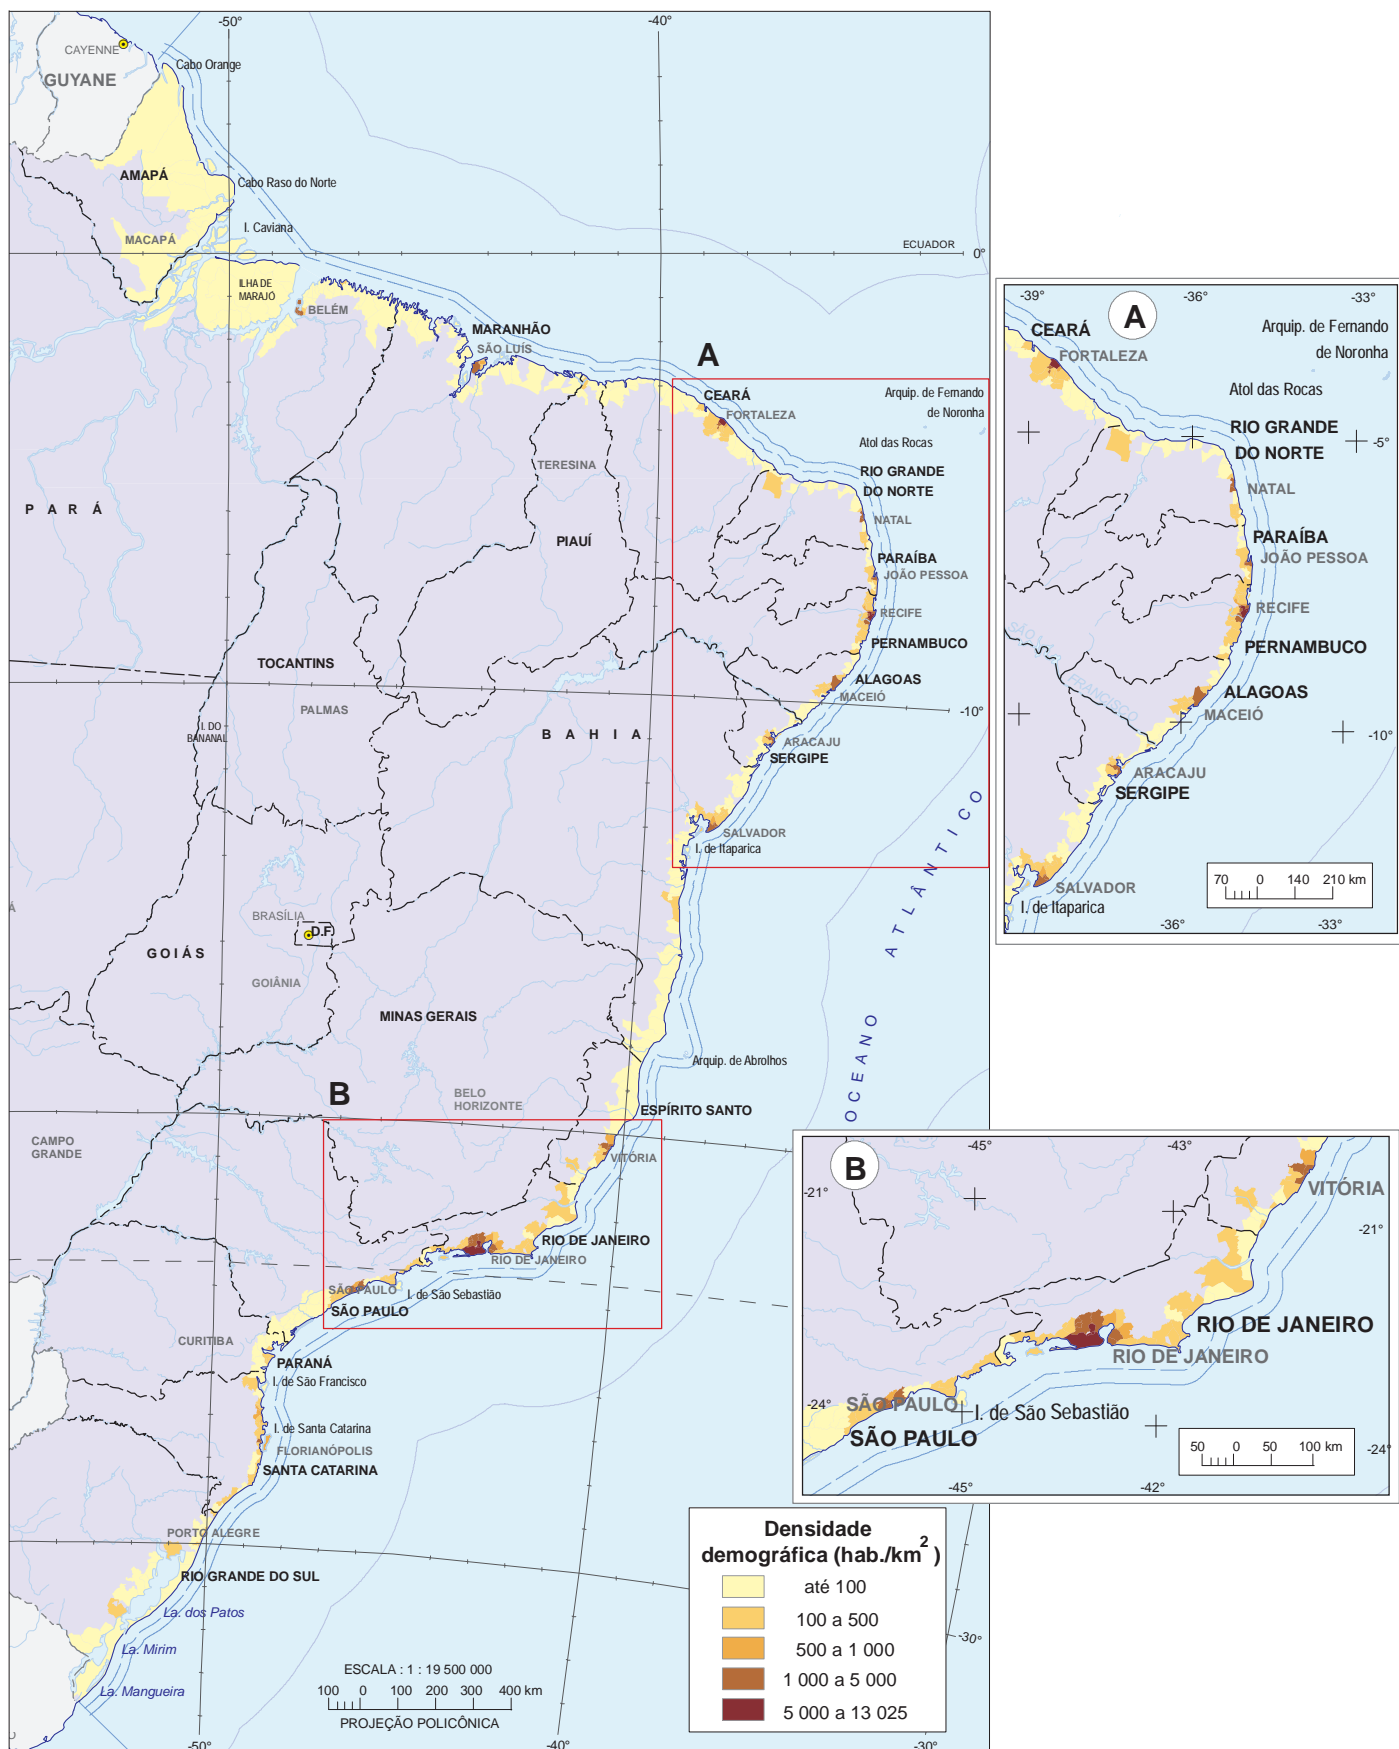 -50°
-40°
CAYENNE
GUYANE
Cabo Orange
AMAPÁ
Cabo Raso do Norte
I. Caviana
MACAPÁ
ECUADOR
0°
ILHA DE
MARAJÓ
BELÉM
MARANHÃO
SÃO LUÍS
A
CEARÁ
FORTALEZA
Arquip. de Fernando
de Noronha
Atol das Rocas
TERESINA
RIO GRANDE
DO NORTE
P A R Á
NATAL
PIAUÍ
PARAÍBA
JOÃO PESSOA
RECIFE
PERNAMBUCO
TOCANTINS
ALAGOAS
MACEIÓ
PALMAS
-10°
I. DO
BANANAL
B A H I A
ARACAJU
SERGIPE
SALVADOR
I. de Itaparica
OCEANO ATLÂNTICO
BRASÍLIA
D.F.
GOIÁS
GOIÂNIA
MINAS GERAIS
Arquip. de Abrolhos
B
BELO
HORIZONTE
ESPÍRITO SANTO
CAMPO
GRANDE
VITÓRIA
RIO DE JANEIRO
RIO DE JANEIRO
SÃO PAULO
I. de São Sebastião
SÃO PAULO
CURITIBA
PARANÁ
I. de São Francisco
I. de Santa Catarina
FLORIANÓPOLIS
SANTA CATARINA
PORTO ALEGRE
RIO GRANDE DO SUL
La. dos Patos
La. Mirim
La. Mangueira
ESCALA : 1 : 19 500 000
100 0 100 200 300 400 km
PROJEÇÃO POLICÔNICA
-50°
-40°
-30°
-30°
-39°
-36°
-33°
A
CEARÁ
FORTALEZA
Arquip. de Fernando
de Noronha
Atol das Rocas
RIO GRANDE
DO NORTE
-5°
NATAL
PARAÍBA
JOÃO PESSOA
RECIFE
SÃO
FRANCISCO
PERNAMBUCO
ALAGOAS
MACEIÓ
-10°
ARACAJU
SERGIPE
SALVADOR
I. de Itaparica
70 0 140 210 km
-36°
-33°
-45°
-43°
B
-21°
VITÓRIA
-21°
RIO DE JANEIRO
RIO DE JANEIRO
-24°
SÃO PAULO
I. de São Sebastião
SÃO PAULO
50 0 50 100 km
-24°
-45°
-42°
Densidade
demográfica (hab./km²)
até 100
100 a 500
500 a 1 000
1 000 a 5 000
5 000 a 13 025